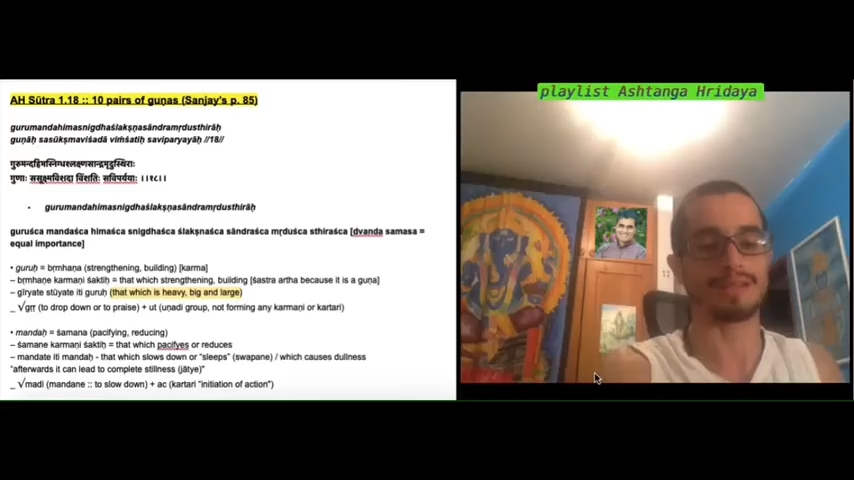 AH Sūtra 1.18 :: 10 pairs of guṇas (Sanjay's p. 85)
gurumandahimasnigdhaślakṣṇasāndramṛdusthirāḥ
guṇāḥ sasūkṣmaviśadā viṁśatiḥ saviparyayāḥ //18//
गुरुमन्दहिमस्निग्धश्लक्ष्णसान्द्रमृदुस्थिराः
गुणाः ससूक्ष्मविशदा विंशतिः सविपर्ययाः ।।१८।।
- gurumandahimasnigdhaślakṣṇasāndramṛdusthirāḥ
guruśca mandaśca himaśca snigdhaśca ślakṣṇaśca sāndraśca mṛduśca sthiraśca [dvanda samasa =
equal importance]
• guruḥ = bṛmhaṇa (strengthening, building) [karma]
– bṛmhaṇe karmaṇi śaktiḥ = that which strengthening, building [śastra artha because it is a guṇa]
– gīryate stūyate iti guruḥ (that which is heavy, big and large)
_ √gṝ (to drop down or to praise) + ut (uṇadi group, not forming any karmaṇi or kartari)
• mandaḥ = śamana (pacifying, reducing)
– śamane karmaṇi śaktiḥ = that which pacifyes or reduces
– mandate iti mandaḥ - that which slows down or "sleeps" (swapane) / which causes dullness
"afterwards it can lead to complete stillness (jātye)"
_ √madi (mandane :: to slow down) + ac (kartari "initiation of action")
playlist Ashtanga Hridaya